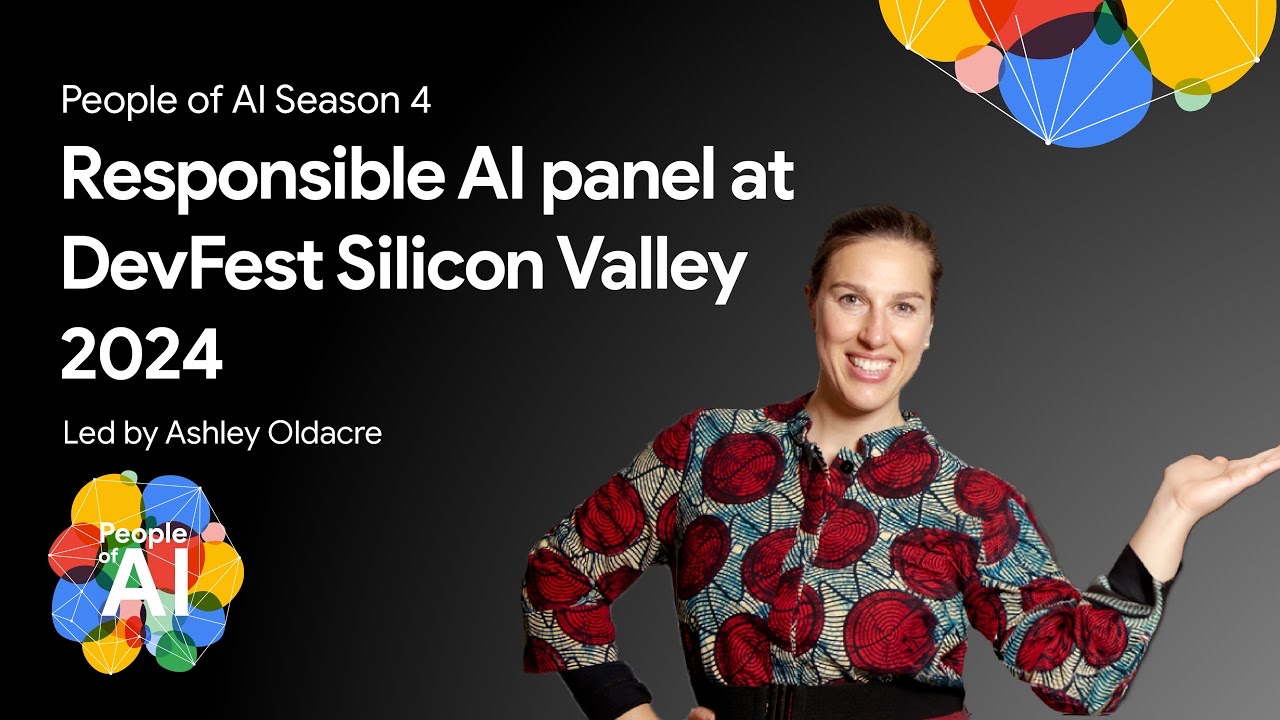 People of AI Season 4
Responsible AI panel at
DevFest Silicon Valley
2024
Led by Ashley Oldacre
People
of
AI